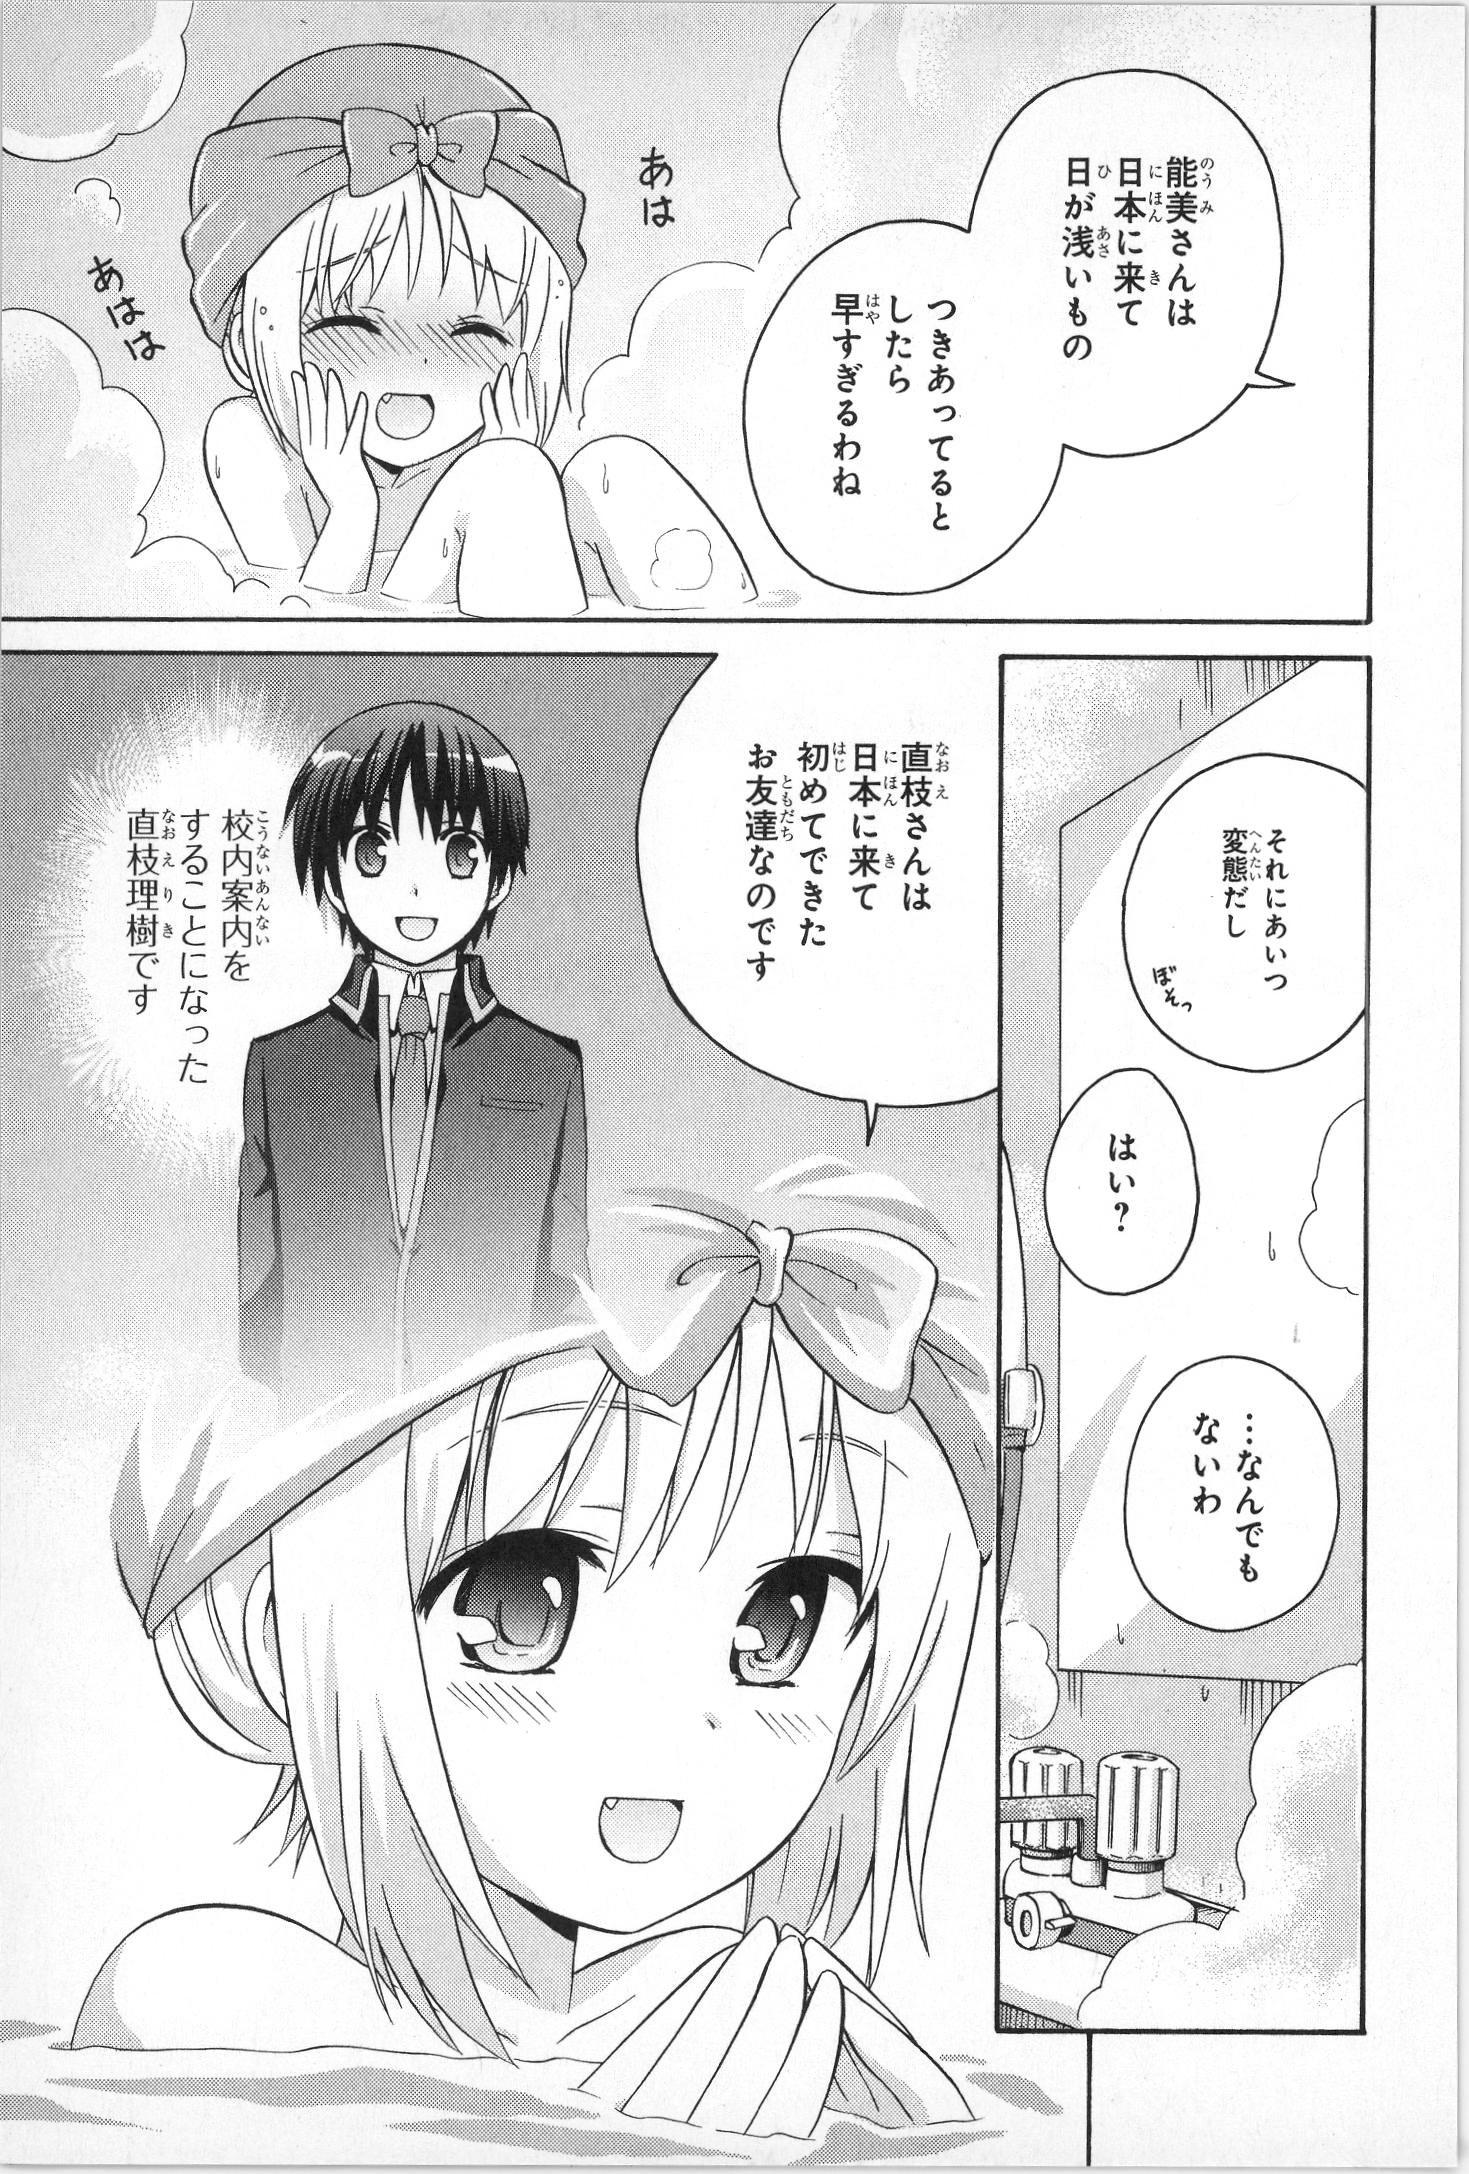 能美さんは
日本に来て
日が浅いもの
つきあってると
したら
早すぎるわね
あは
あはは
それにあいつ
変態だし
ぼそっ
はい?
…なんでも
ないわ
直枝さんは
日本に来て
初めてできた
お友達なのです
校内案内を
することになった
直枝理樹です